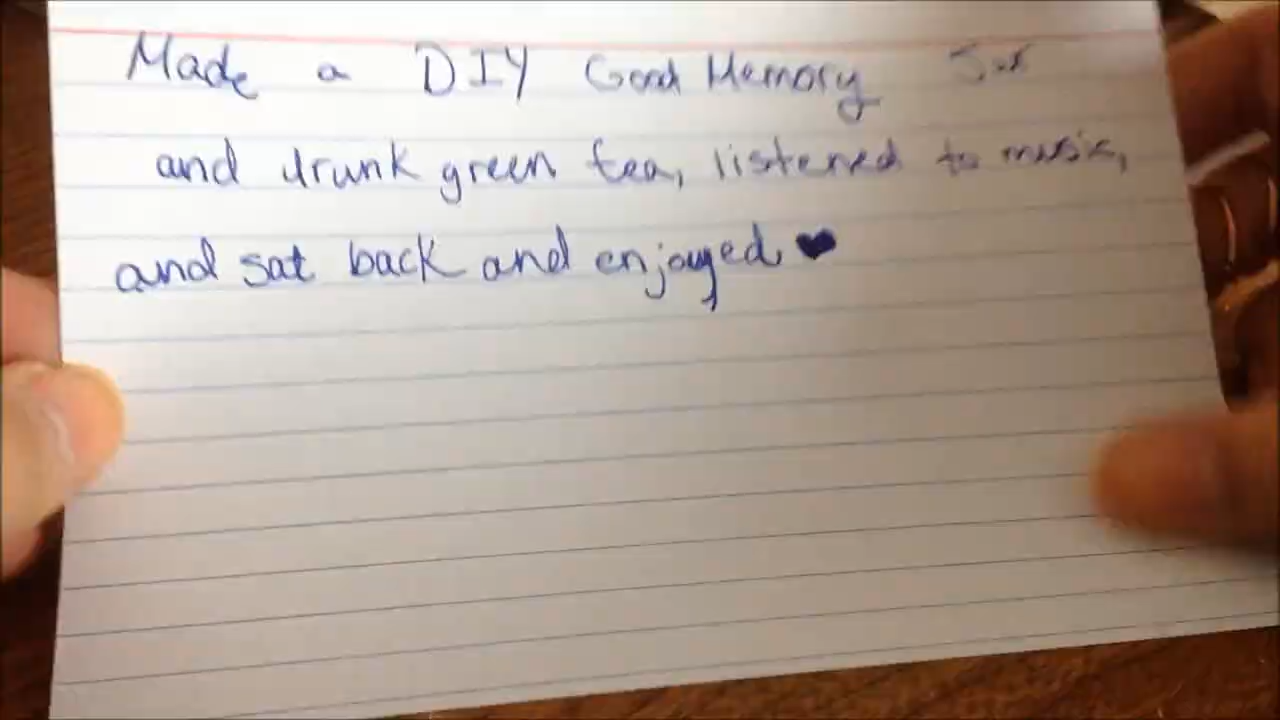 Made a DIY Good Memory
and drunk green tea, listened to music,
and sat back and enjoyed ♥